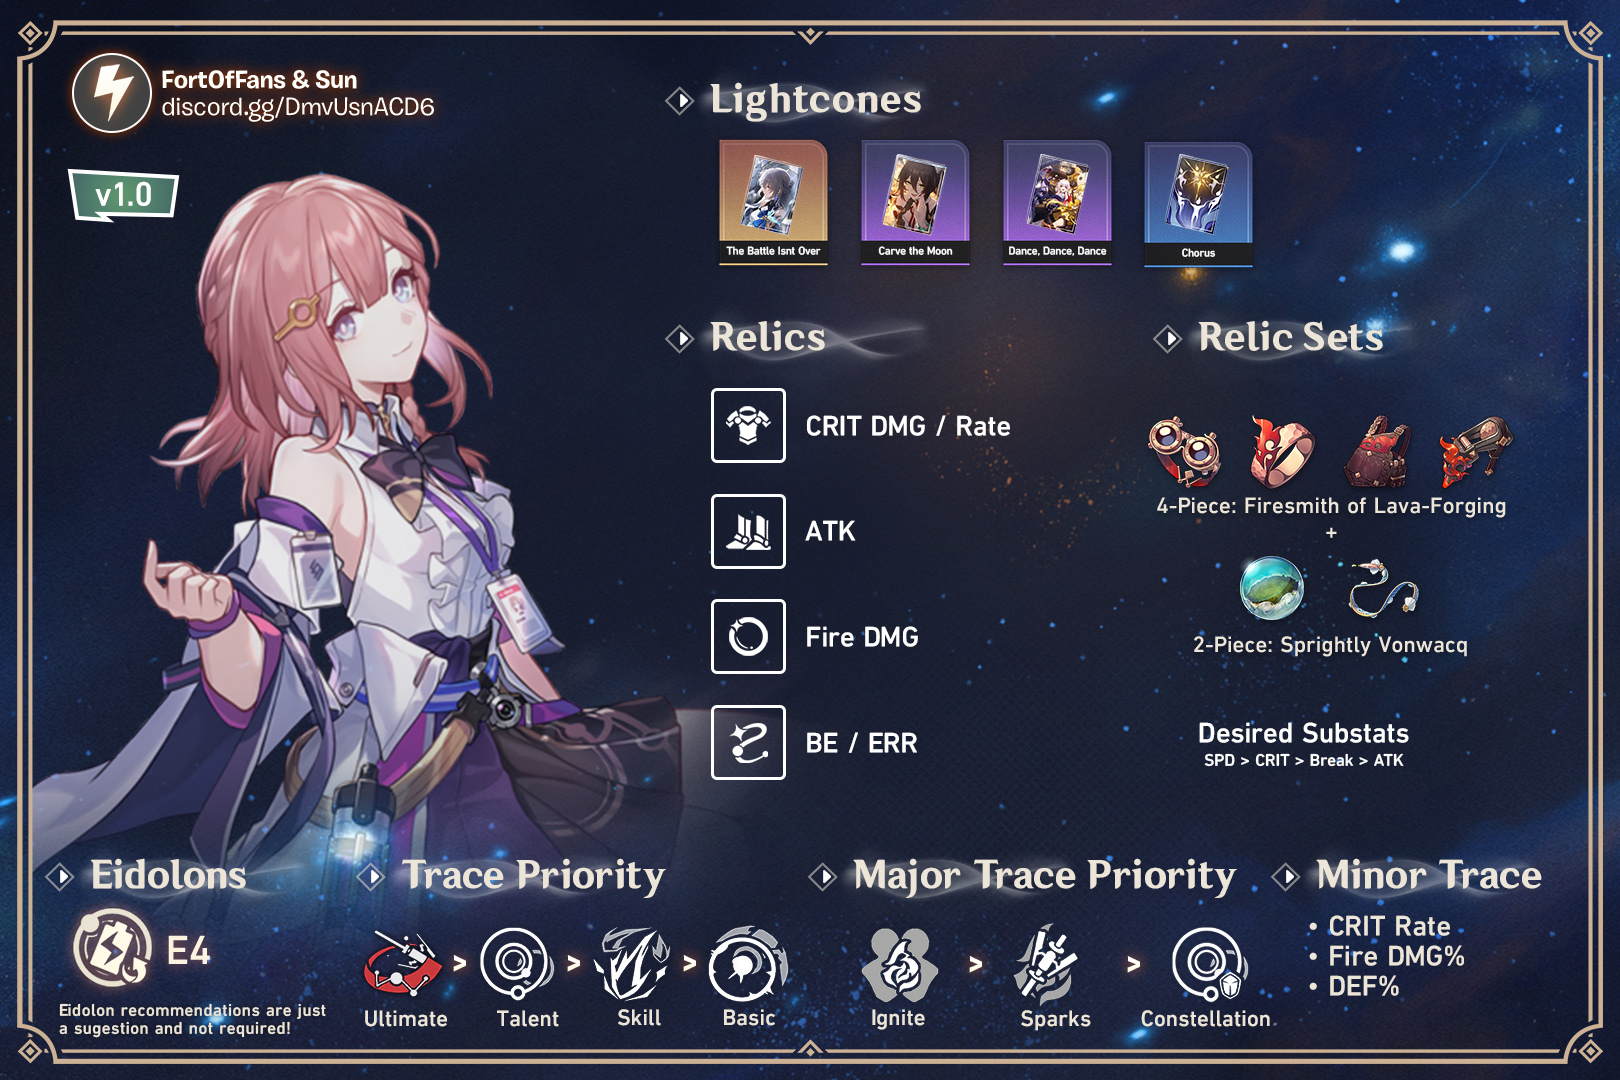 FortOfFans & Sun
discord.gg/DmvUsnACD6
v1.0
Lightcones
The Battle Isnt Over
Carve the Moon
Dance, Dance, Dance
Chorus
Relics
CRIT DMG / Rate
ATK
Fire DMG
BE / ERR
Relic Sets
4-Piece: Firesmith of Lava-Forging
+
2-Piece: Sprightly Vonwacq
Desired Substats
SPD > CRIT > Break > ATK
Eidolons
E4
Eidolon recommendations are just
a sugestion and not required!
Trace Priority
> > >
Ultimate Talent Skill Basic
Major Trace Priority
> >
Ignite Sparks Constellation
Minor Trace
• CRIT Rate
• Fire DMG%
• DEF%